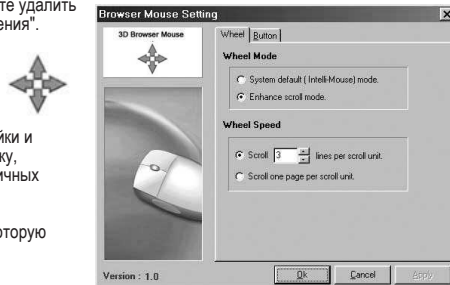 те удалить
ения".
йки и
ку,
ичных
оторую
Browser Mouse Setting
3D Browser Mouse
Wheel Button
Wheel Mode
System default ( Intelli-Mouse) mode.
Enhance scroll mode.
Wheel Speed
Scroll 3 lines per scroll unit.
Scroll one page per scroll unit.
Version : 1.0
Ok Cancel Apply